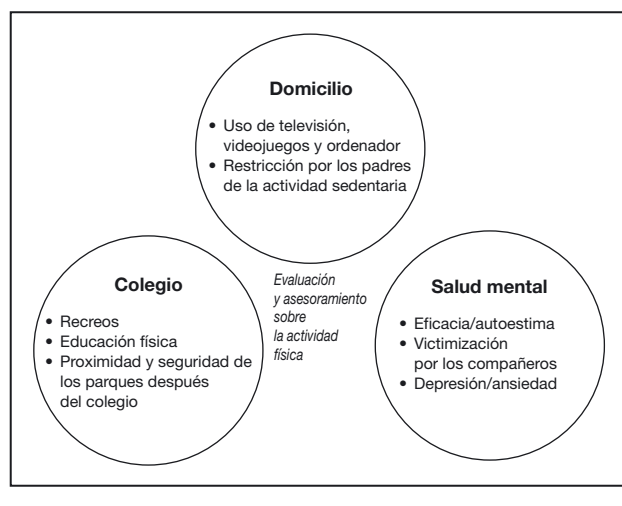 Domicilio
• Uso de televisión,
videojuegos y ordenador
• Restricción por los padres
de la actividad sedentaria
Colegio
• Recreos
• Educación física
• Proximidad y seguridad de
los parques después
del colegio
Evaluación
y asesoramiento
sobre
la actividad
física
Salud mental
• Eficacia/autoestima
• Victimización
por los compañeros
• Depresión/ansiedad